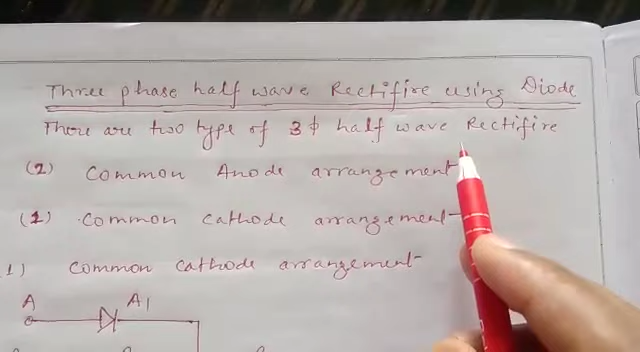 Three phase half wave Rectifire using Diode
There are two type of 3ϕ half wave Rectifire
(2) Common Anode arrangement
(1) Common Cathode arrangement
1) Common Cathode arrangement
A A1